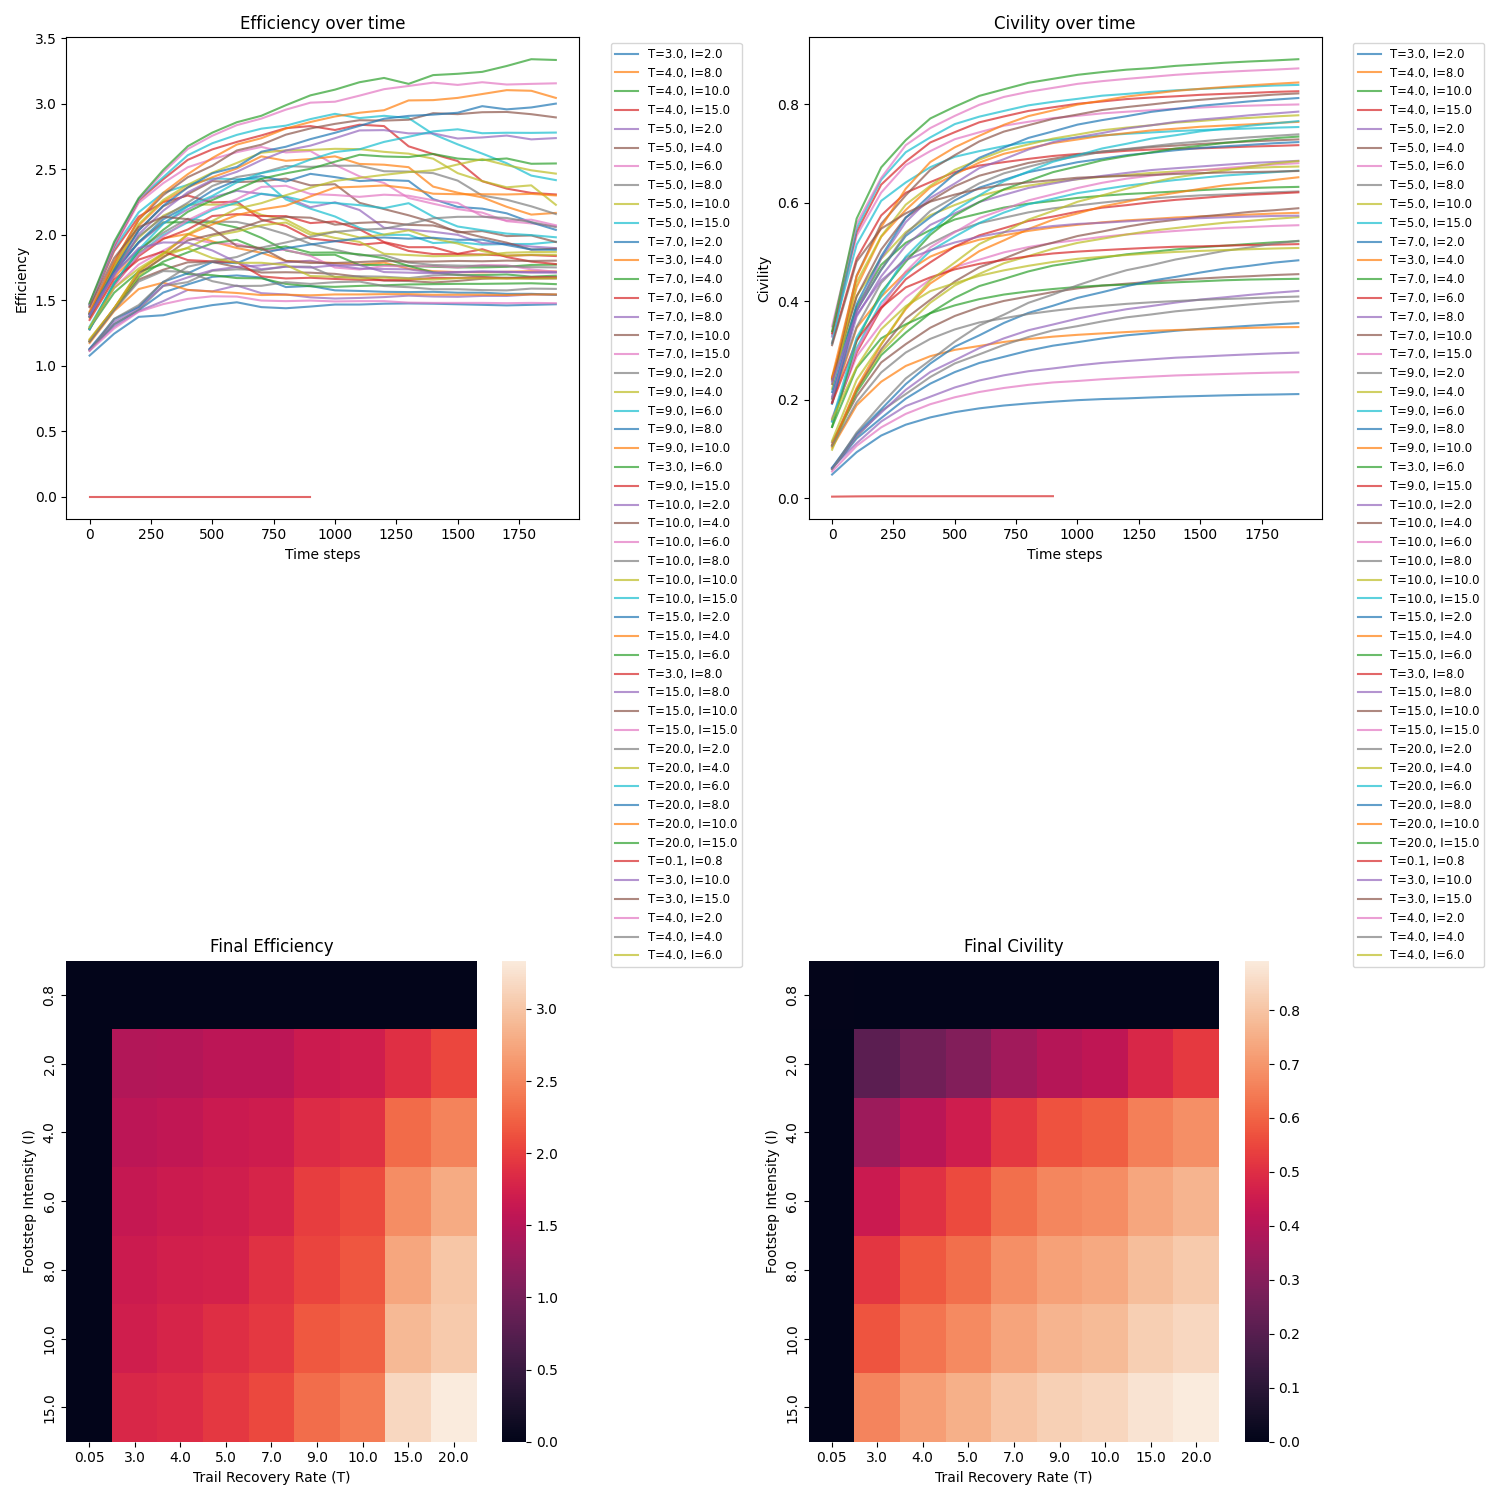 Efficiency over time
Efficiency
3.5
3.0
2.5
2.0
1.5
1.0
0.5
0.0
0 250 500 750 1000 1250 1500 1750
Time steps
T=3.0, I=2.0
T=4.0, I=8.0
T=4.0, I=10.0
T=4.0, I=15.0
T=5.0, I=2.0
T=5.0, I=4.0
T=5.0, I=6.0
T=5.0, I=8.0
T=5.0, I=10.0
T=5.0, I=15.0
T=7.0, I=2.0
T=3.0, I=4.0
T=7.0, I=4.0
T=7.0, I=6.0
T=7.0, I=8.0
T=7.0, I=10.0
T=7.0, I=15.0
T=9.0, I=2.0
T=9.0, I=4.0
T=9.0, I=6.0
T=9.0, I=8.0
T=9.0, I=10.0
T=3.0, I=6.0
T=9.0, I=15.0
T=10.0, I=2.0
T=10.0, I=4.0
T=10.0, I=6.0
T=10.0, I=8.0
T=10.0, I=10.0
T=10.0, I=15.0
T=15.0, I=2.0
T=15.0, I=4.0
T=15.0, I=6.0
T=3.0, I=8.0
T=15.0, I=8.0
T=15.0, I=10.0
T=15.0, I=15.0
T=20.0, I=2.0
T=20.0, I=4.0
T=20.0, I=6.0
T=20.0, I=8.0
T=20.0, I=10.0
T=20.0, I=15.0
T=0.1, I=0.8
T=3.0, I=10.0
T=3.0, I=15.0
T=4.0, I=2.0
T=4.0, I=4.0
T=4.0, I=6.0
Civility over time
Civility
0.8
0.6
0.4
0.2
0.0
0 250 500 750 1000 1250 1500 1750
Time steps
T=3.0, I=2.0
T=4.0, I=8.0
T=4.0, I=10.0
T=4.0, I=15.0
T=5.0, I=2.0
T=5.0, I=4.0
T=5.0, I=6.0
T=5.0, I=8.0
T=5.0, I=10.0
T=5.0, I=15.0
T=7.0, I=2.0
T=3.0, I=4.0
T=7.0, I=4.0
T=7.0, I=6.0
T=7.0, I=8.0
T=7.0, I=10.0
T=7.0, I=15.0
T=9.0, I=2.0
T=9.0, I=4.0
T=9.0, I=6.0
T=9.0, I=8.0
T=9.0, I=10.0
T=3.0, I=6.0
T=9.0, I=15.0
T=10.0, I=2.0
T=10.0, I=4.0
T=10.0, I=6.0
T=10.0, I=8.0
T=10.0, I=10.0
T=10.0, I=15.0
T=15.0, I=2.0
T=15.0, I=4.0
T=15.0, I=6.0
T=3.0, I=8.0
T=15.0, I=8.0
T=15.0, I=10.0
T=15.0, I=15.0
T=20.0, I=2.0
T=20.0, I=4.0
T=20.0, I=6.0
T=20.0, I=8.0
T=20.0, I=10.0
T=20.0, I=15.0
T=0.1, I=0.8
T=3.0, I=10.0
T=3.0, I=15.0
T=4.0, I=2.0
T=4.0, I=4.0
T=4.0, I=6.0
Final Efficiency
Footstep Intensity (I)
0.8
2.0
4.0
6.0
8.0
10.0
15.0
0.05 3.0 4.0 5.0 7.0 9.0 10.0 15.0 20.0
Trail Recovery Rate (T)
3.0
2.5
2.0
1.5
1.0
0.5
0.0
Final Civility
Footstep Intensity (I)
0.8
2.0
4.0
6.0
8.0
10.0
15.0
0.05 3.0 4.0 5.0 7.0 9.0 10.0 15.0 20.0
Trail Recovery Rate (T)
0.8
0.7
0.6
0.5
0.4
0.3
0.2
0.1
0.0